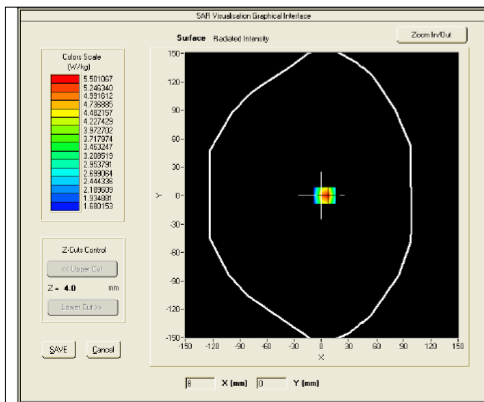 SAR Visualisation Graphical Interface
Surface Radiated Intensity
Zoom In/Out
Colors Scale
(W/kg)
5.501067
5.246340
4.991612
4.736885
4.482157
4.227429
3.972702
3.717974
3.463247
3.208519
2.953791
2.699064
2.444336
2.189609
1.934881
1.680153
Z-Cuts Control
<< Upper Cut
Z = 4.0 mm
Lower Cut >>
SAVE Cancel
150
120
90
60
30
Y 0
-30
-60
-90
-120
-150
-150 -120 -90 -60 -30 0 30 60 90 120 150
X
8 X (mm) 0 Y (mm)